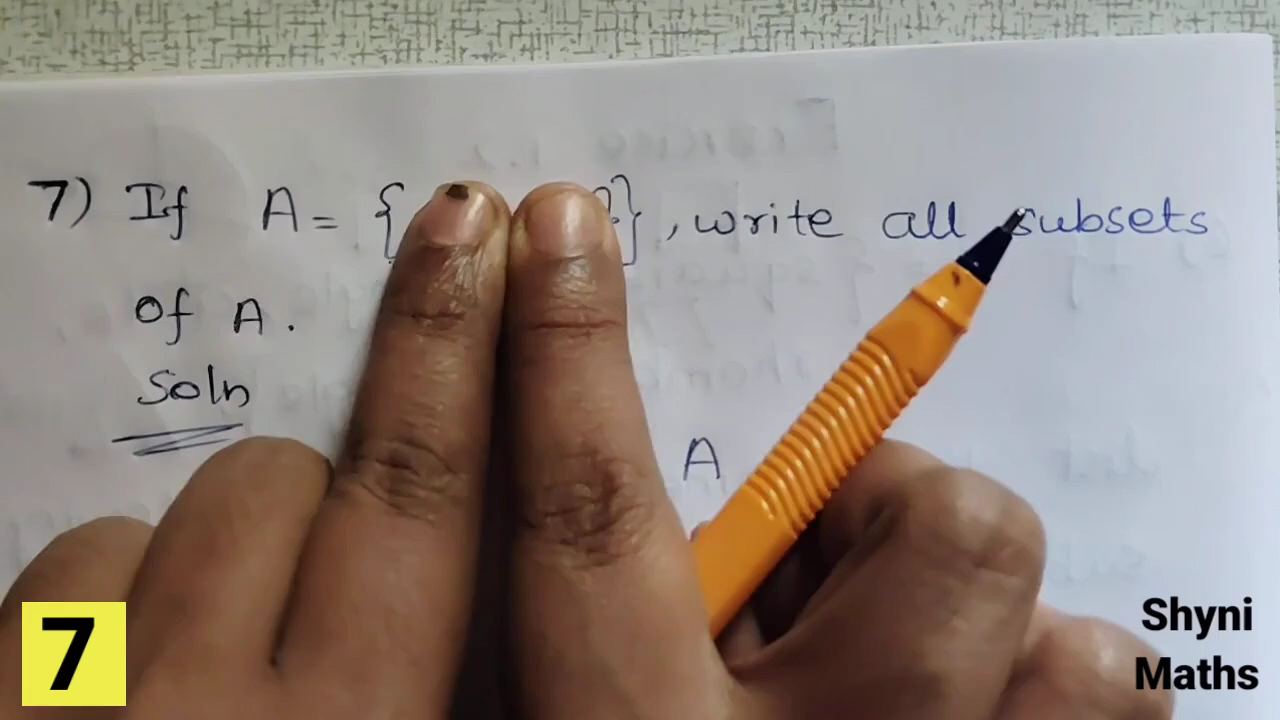 7) If A = { }, write all subsets
of A.
Soln
A
7
Shyni
Maths